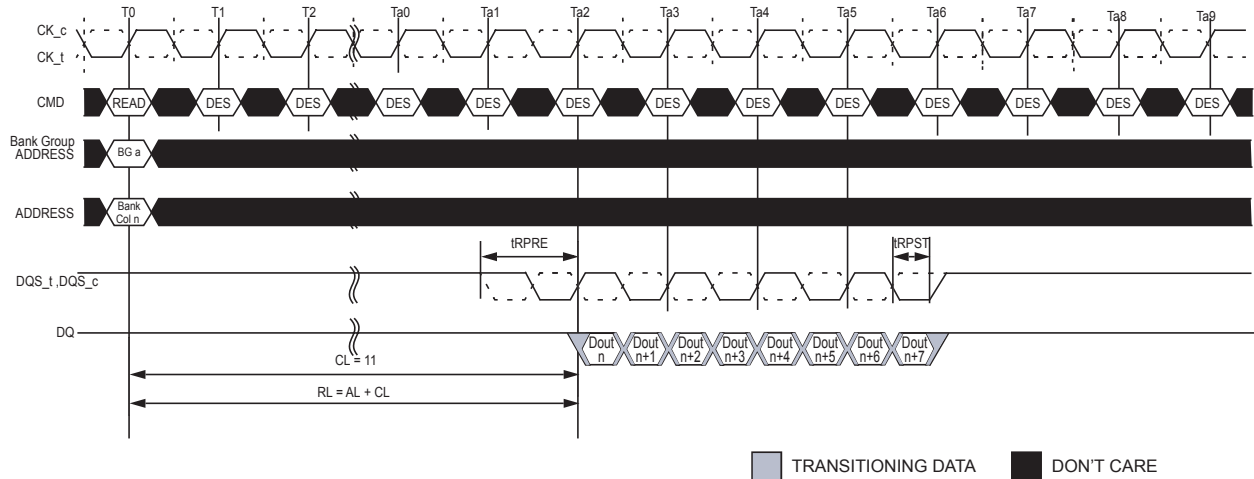 T0 T1 T2 Ta0 Ta1 Ta2 Ta3 Ta4 Ta5 Ta6 Ta7 Ta8 Ta9
CK_c
CK_t
CMD READ DES DES DES DES DES DES DES DES DES DES DES DES
Bank Group
ADDRESS
BG a
ADDRESS
Bank
Col n
tRPRE
tRPST
DQS_t ,DQS_c
DQ
Dout
n
Dout
n+1
Dout
n+2
Dout
n+3
Dout
n+4
Dout
n+5
Dout
n+6
Dout
n+7
CL = 11
RL = AL + CL
TRANSITIONING DATA
DON'T CARE